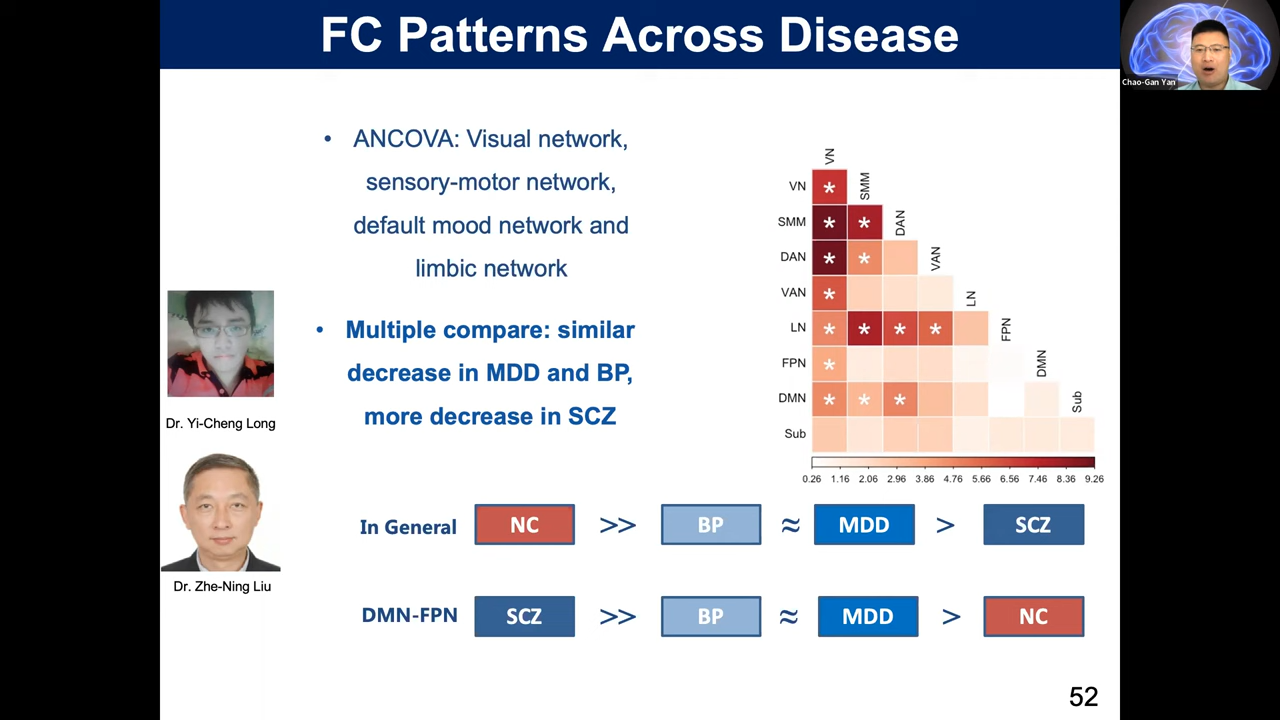 FC Patterns Across Disease
Chao-Gan Yan
• ANCOVA: Visual network,
sensory-motor network,
default mood network and
limbic network
• Multiple compare: similar
decrease in MDD and BP,
more decrease in SCZ
Dr. Yi-Cheng Long
Dr. Zhe-Ning Liu
VN
SMM
DAN
VAN
LN
FPN
DMN
Sub
VN *
SMM * *
DAN * *
VAN *
LN * * * *
FPN *
DMN * * *
Sub
0.26 1.16 2.06 2.96 3.86 4.76 5.66 6.56 7.46 8.36 9.26
In General NC >> BP ≈ MDD > SCZ
DMN-FPN SCZ >> BP ≈ MDD > NC
52